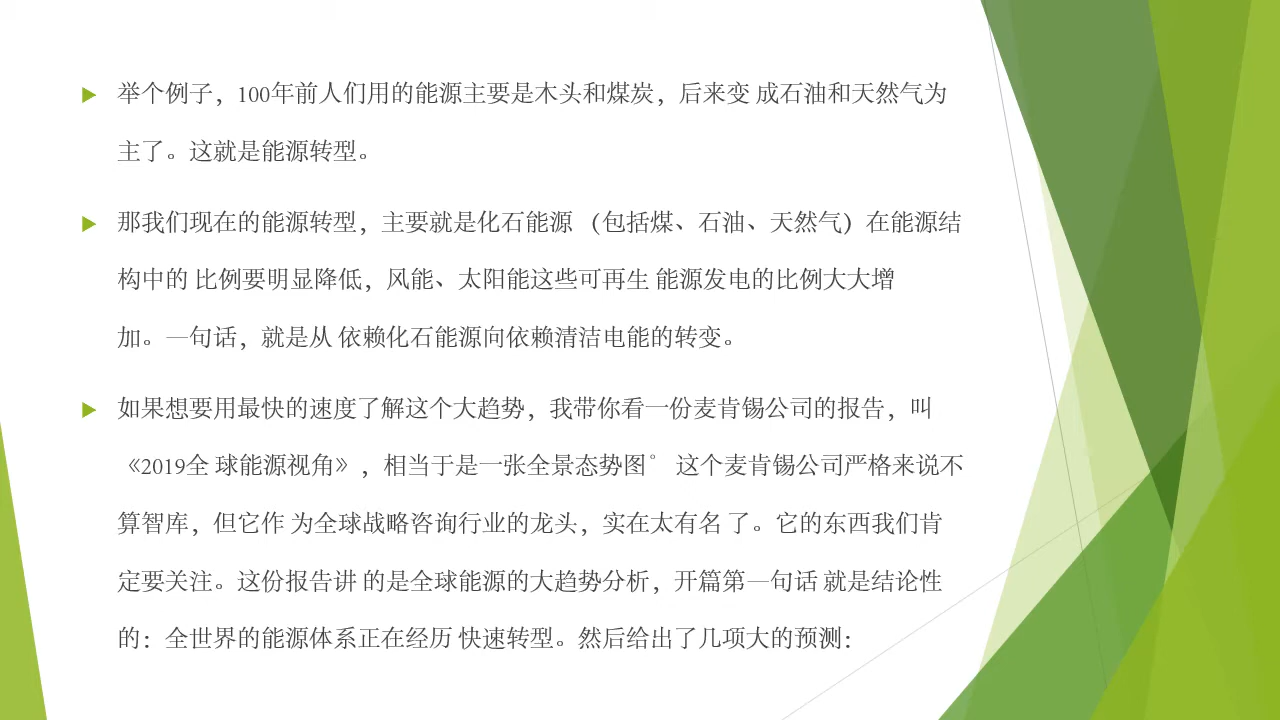 举个例子，100年前人们用的能源主要是木头和煤炭，后来变 成石油和天然气为
主了。这就是能源转型。
那我们现在的能源转型，主要就是化石能源 （包括煤、石油、天然气）在能源结
构中的 比例要明显降低，风能、太阳能这些可再生 能源发电的比例大大增
加。一句话，就是从 依赖化石能源向依赖清洁电能的转变。
如果想要用最快的速度了解这个大趋势，我带你看一份麦肯锡公司的报告，叫
《2019全 球能源视角》，相当于是一张全景态势图° 这个麦肯锡公司严格来说不
算智库，但它作 为全球战略咨询行业的龙头，实在太有名 了。它的东西我们肯
定要关注。这份报告讲 的是全球能源的大趋势分析，开篇第一句话 就是结论性
的：全世界的能源体系正在经历 快速转型。然后给出了几项大的预测：